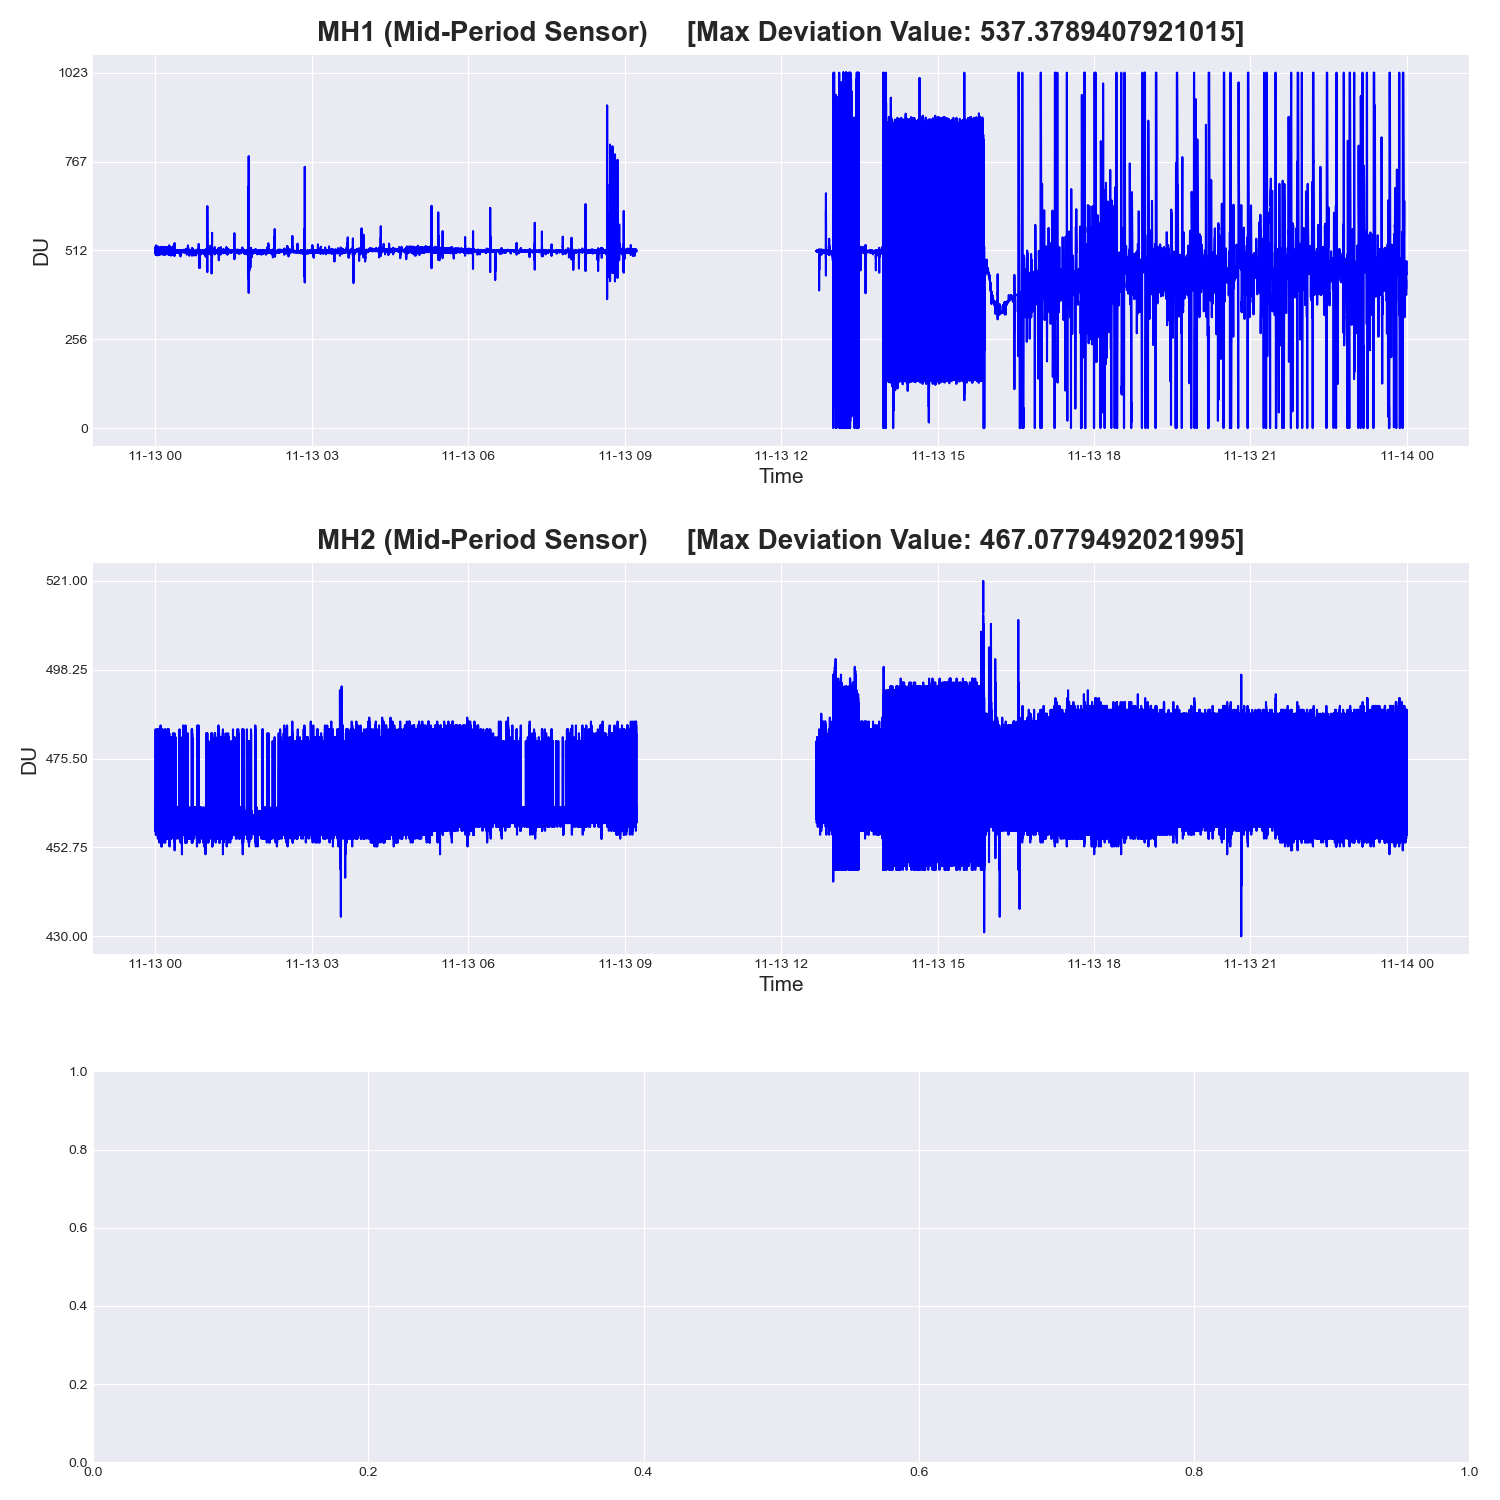 MH1 (Mid-Period Sensor) [Max Deviation Value: 537.3789407921015]
1023
767
512
256
0
DU
11-13 00 11-13 03 11-13 06 11-13 09 11-13 12 11-13 15 11-13 18 11-13 21 11-14 00
Time
MH2 (Mid-Period Sensor) [Max Deviation Value: 467.0779492021995]
521.00
498.25
475.50
452.75
430.00
DU
11-13 00 11-13 03 11-13 06 11-13 09 11-13 12 11-13 15 11-13 18 11-13 21 11-14 00
Time
1.0
0.8
0.6
0.4
0.2
0.0
0.0 0.2 0.4 0.6 0.8 1.0